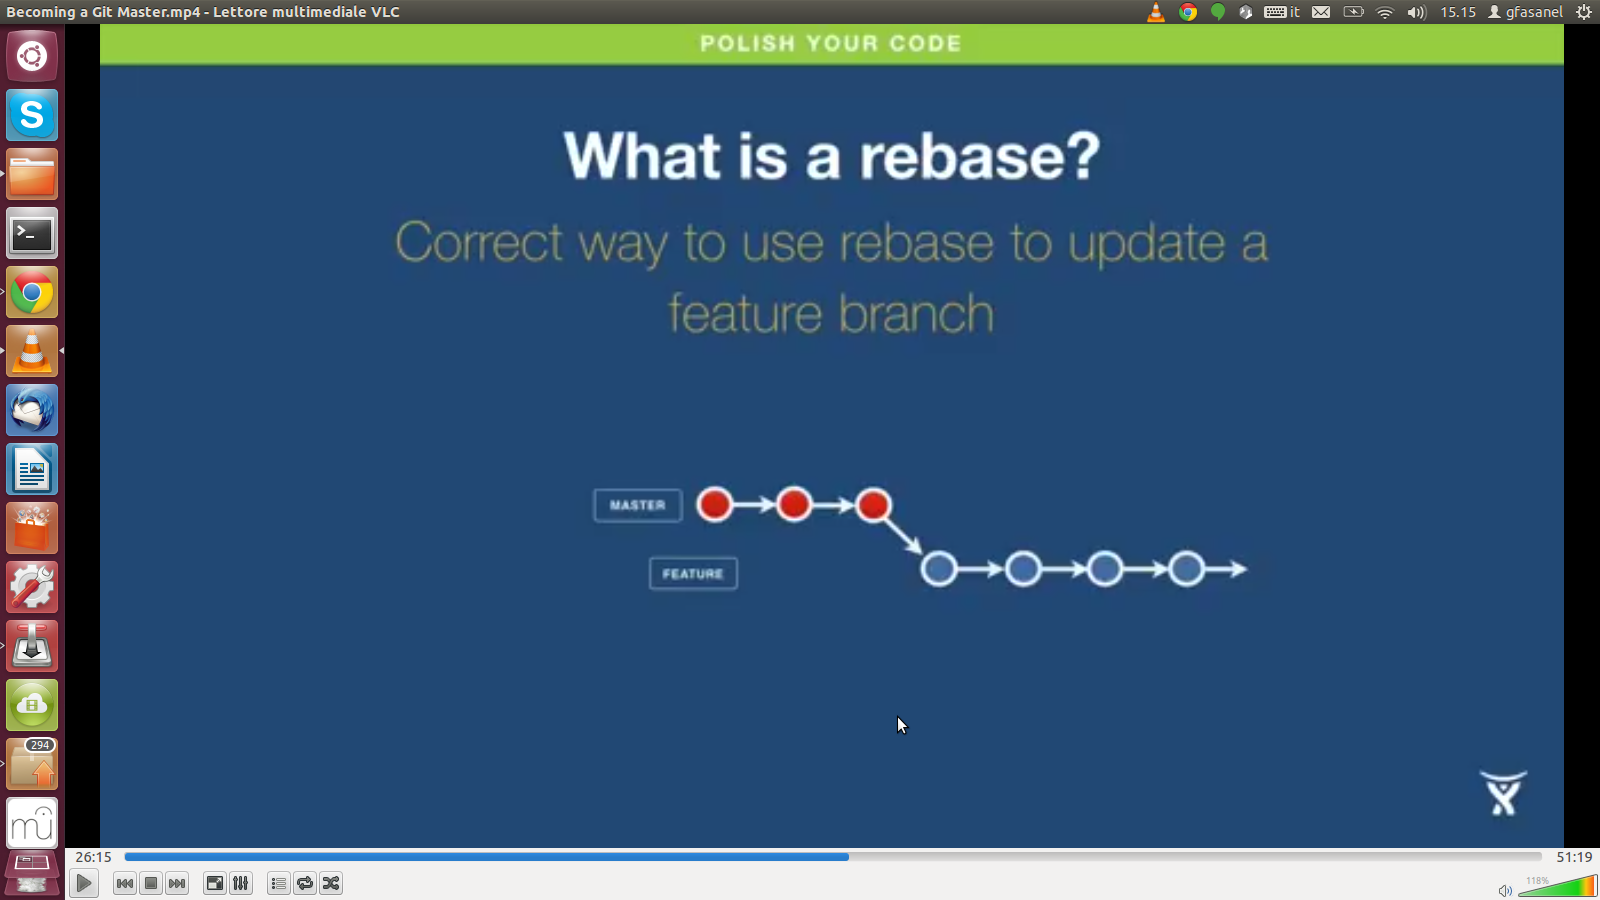 Becoming a Git Master.mp4 - Lettore multimediale VLC
it
15.15
gfasanel
POLISH YOUR CODE
What is a rebase?
Correct way to use rebase to update a
feature branch
MASTER
FEATURE
S
>_
294
mu
26:15
51:19
118%